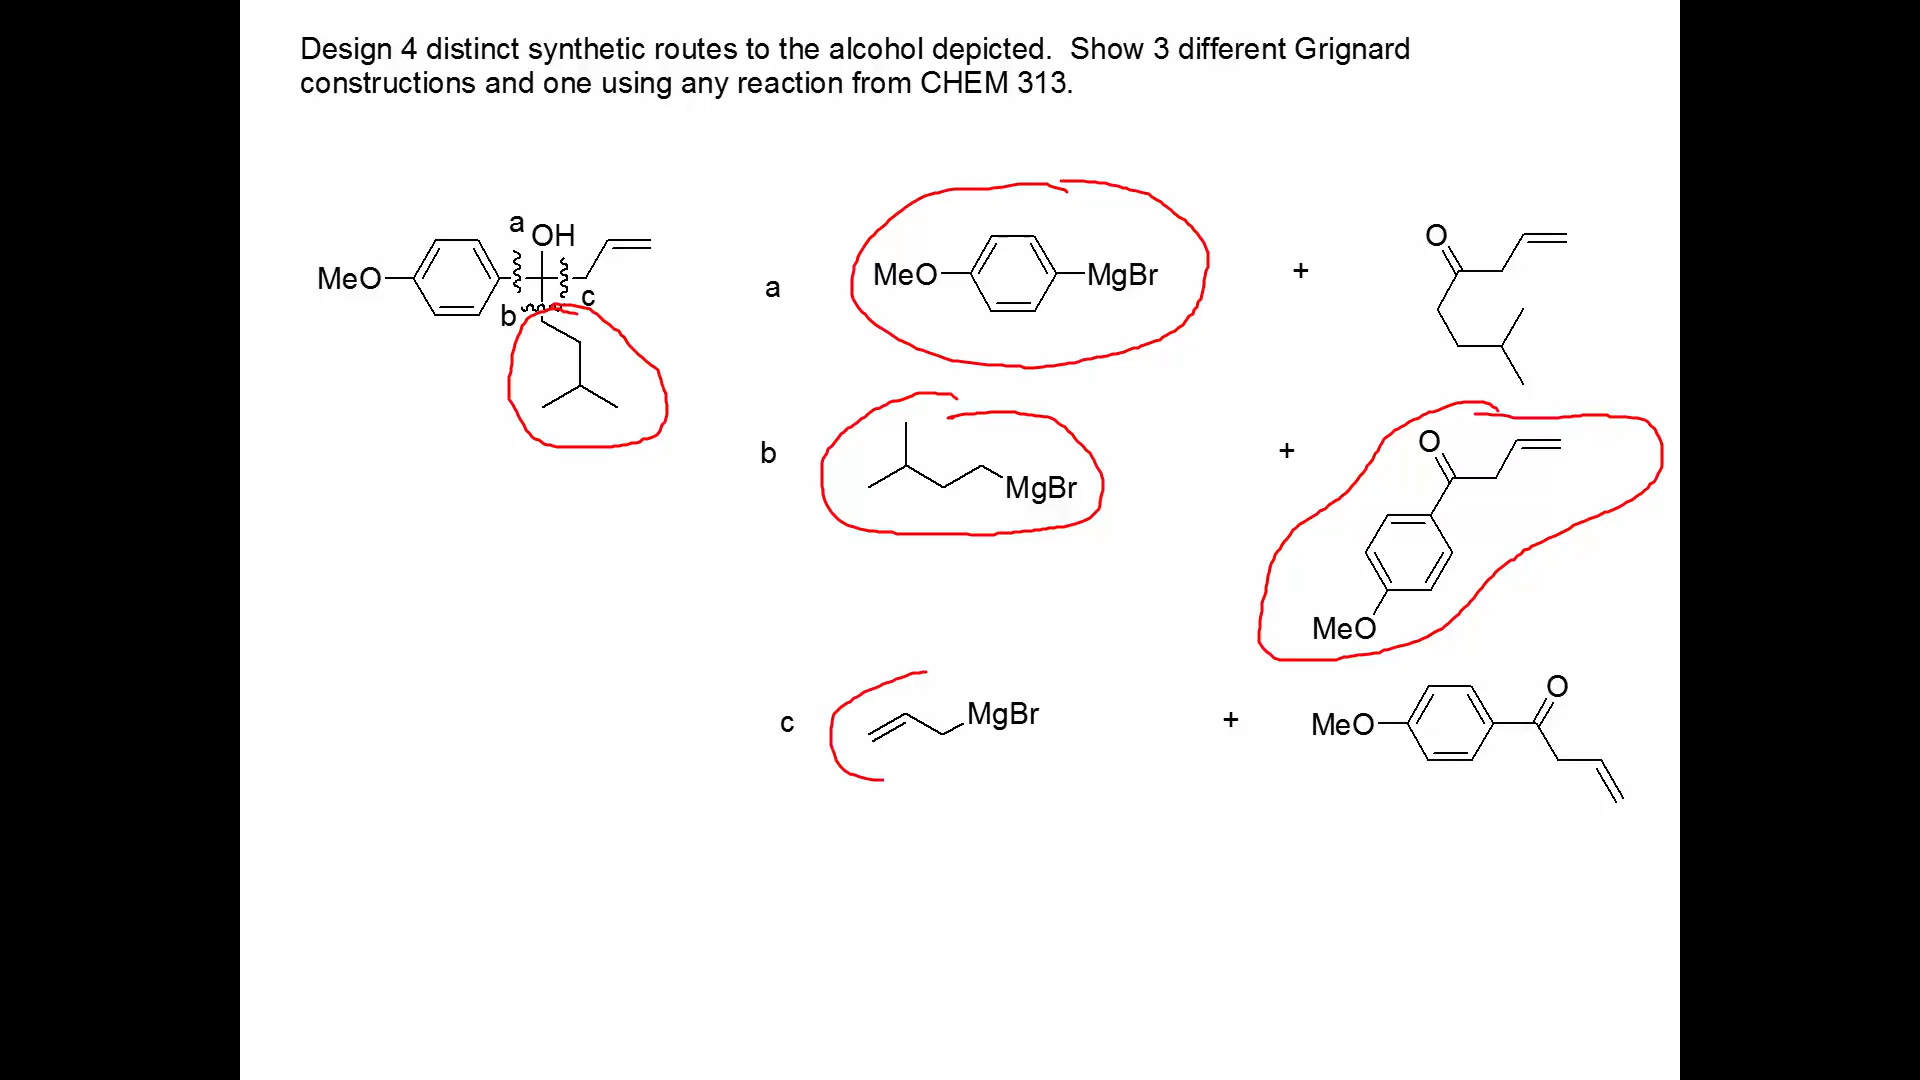 Design 4 distinct synthetic routes to the alcohol depicted. Show 3 different Grignard
constructions and one using any reaction from CHEM 313.
a
OH
MeO
b
c
a
MeO
MgBr
+
O
b
MgBr
+
O
MeO
c
MgBr
+
MeO
O